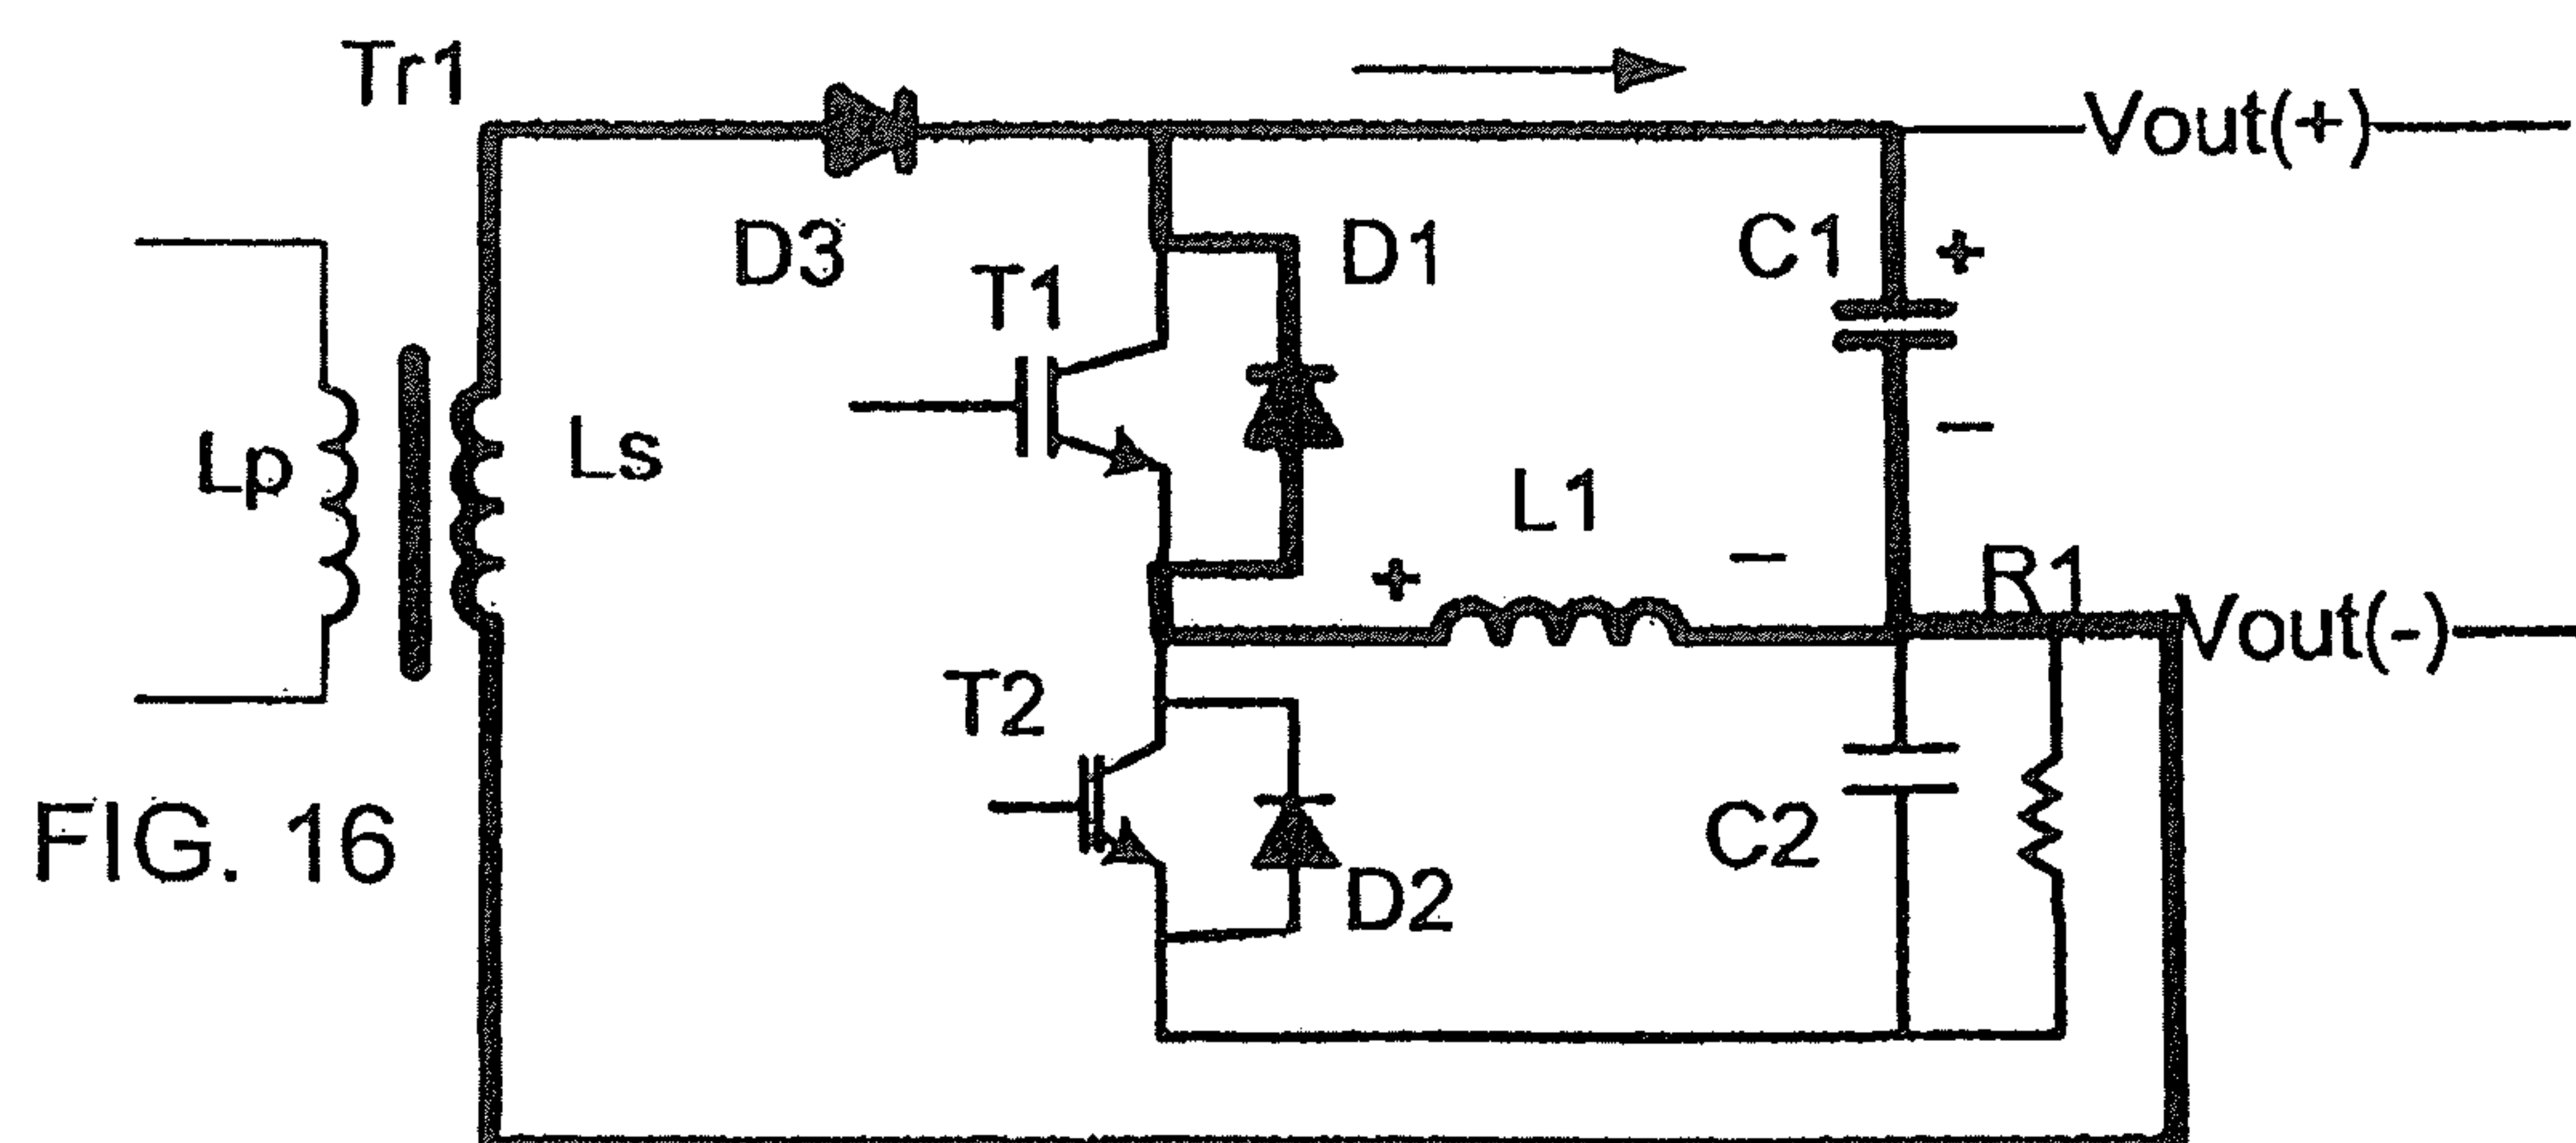 Tr1
Vout(+)
D3
D1
C1
+
T1
−
Lp
Ls
L1
+
−
R1
Vout(-)
T2
FIG. 16
C2
D2